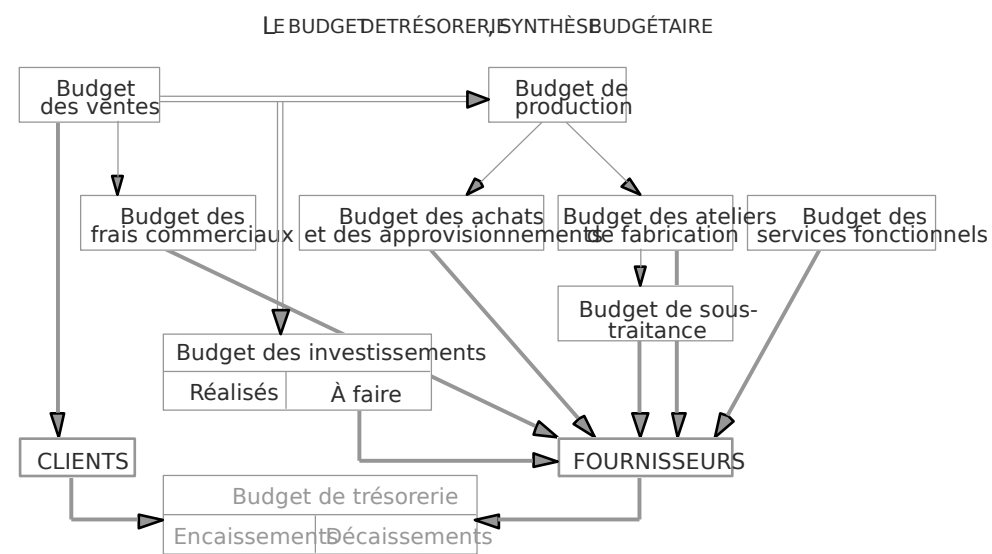 LE BUDGET DE TRÉSORERIE, SYNTHÈSE BUDGÉTAIRE
Budget
des ventes
Budget de
production
Budget des
frais commerciaux
Budget des achats
et des approvisionnements
Budget des ateliers
de fabrication
Budget des
services fonctionnels
Budget de sous-
traitance
Budget des investissements
Réalisés
À faire
CLIENTS
FOURNISSEURS
Budget de trésorerie
Encaissements
Décaissements